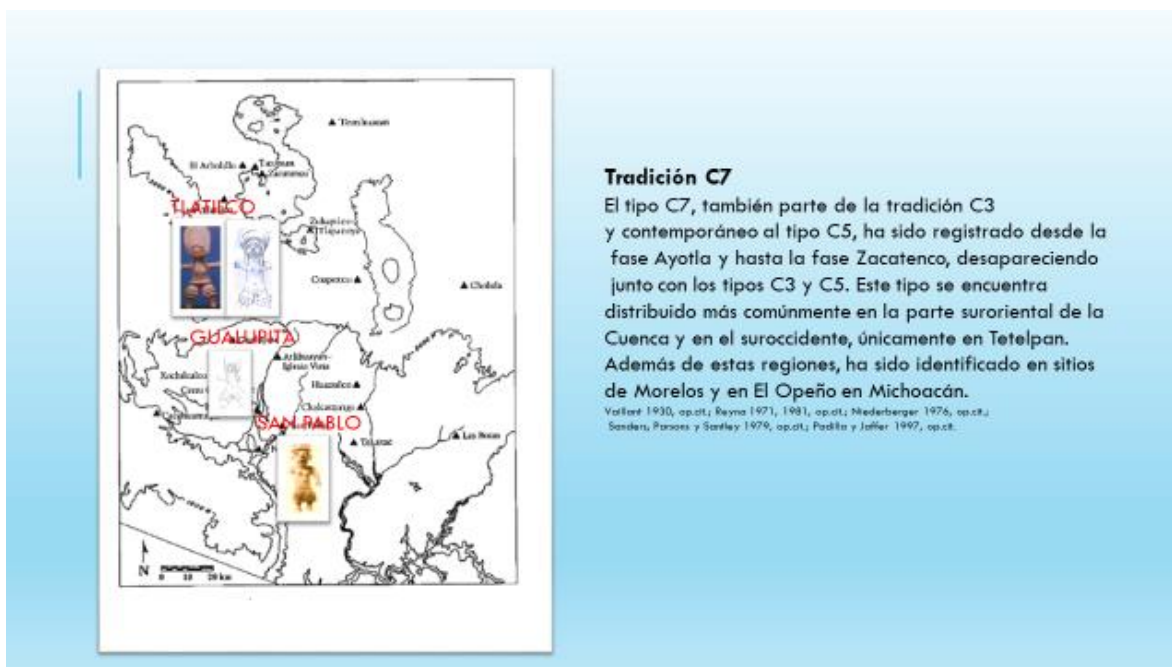 El Arbolillo
Zacatenco
TLATILCO
Coapexco
Cholula
GUALUPITA
Atlihuayan-
Iglesia Vieja
Huazulco
Chalcatzingo
SAN PABLO
Las Bocas
N
0 10 20 km
Tradición C7
El tipo C7, también parte de la tradición C3
y contemporáneo al tipo C5, ha sido registrado desde la
fase Ayotla y hasta la fase Zacatenco, desapareciendo
junto con los tipos C3 y C5. Este tipo se encuentra
distribuido más comúnmente en la parte suroriental de la
Cuenca y en el suroccidente, únicamente en Tetelpan.
Además de estas regiones, ha sido identificado en sitios
de Morelos y en El Opeño en Michoacán.
Vaillant 1930, op.cit.; Reyna 1971, 1981, op.cit.; Niederberger 1976, op.cit.;
Sanders, Parsons y Santley 1979, op.cit.; Padilla y Jaffer 1997, op.cit.